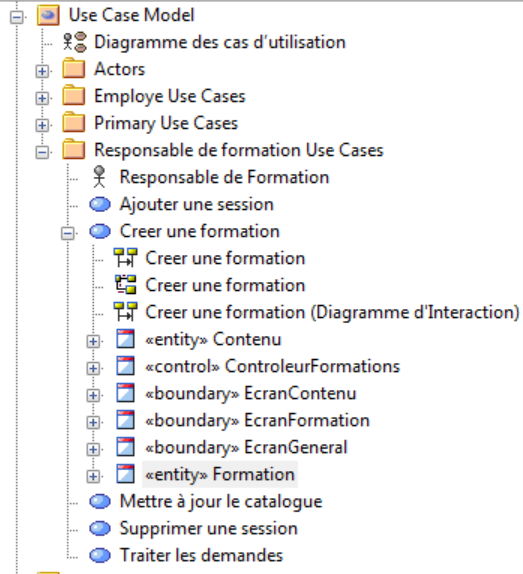 Use Case Model
Diagramme des cas d'utilisation
Actors
Employe Use Cases
Primary Use Cases
Responsable de formation Use Cases
Responsable de Formation
Ajouter une session
Creer une formation
Creer une formation
Creer une formation
Creer une formation (Diagramme d'Interaction)
«entity» Contenu
«control» ControleurFormations
«boundary» EcranContenu
«boundary» EcranFormation
«boundary» EcranGeneral
«entity» Formation
Mettre à jour le catalogue
Supprimer une session
Traiter les demandes